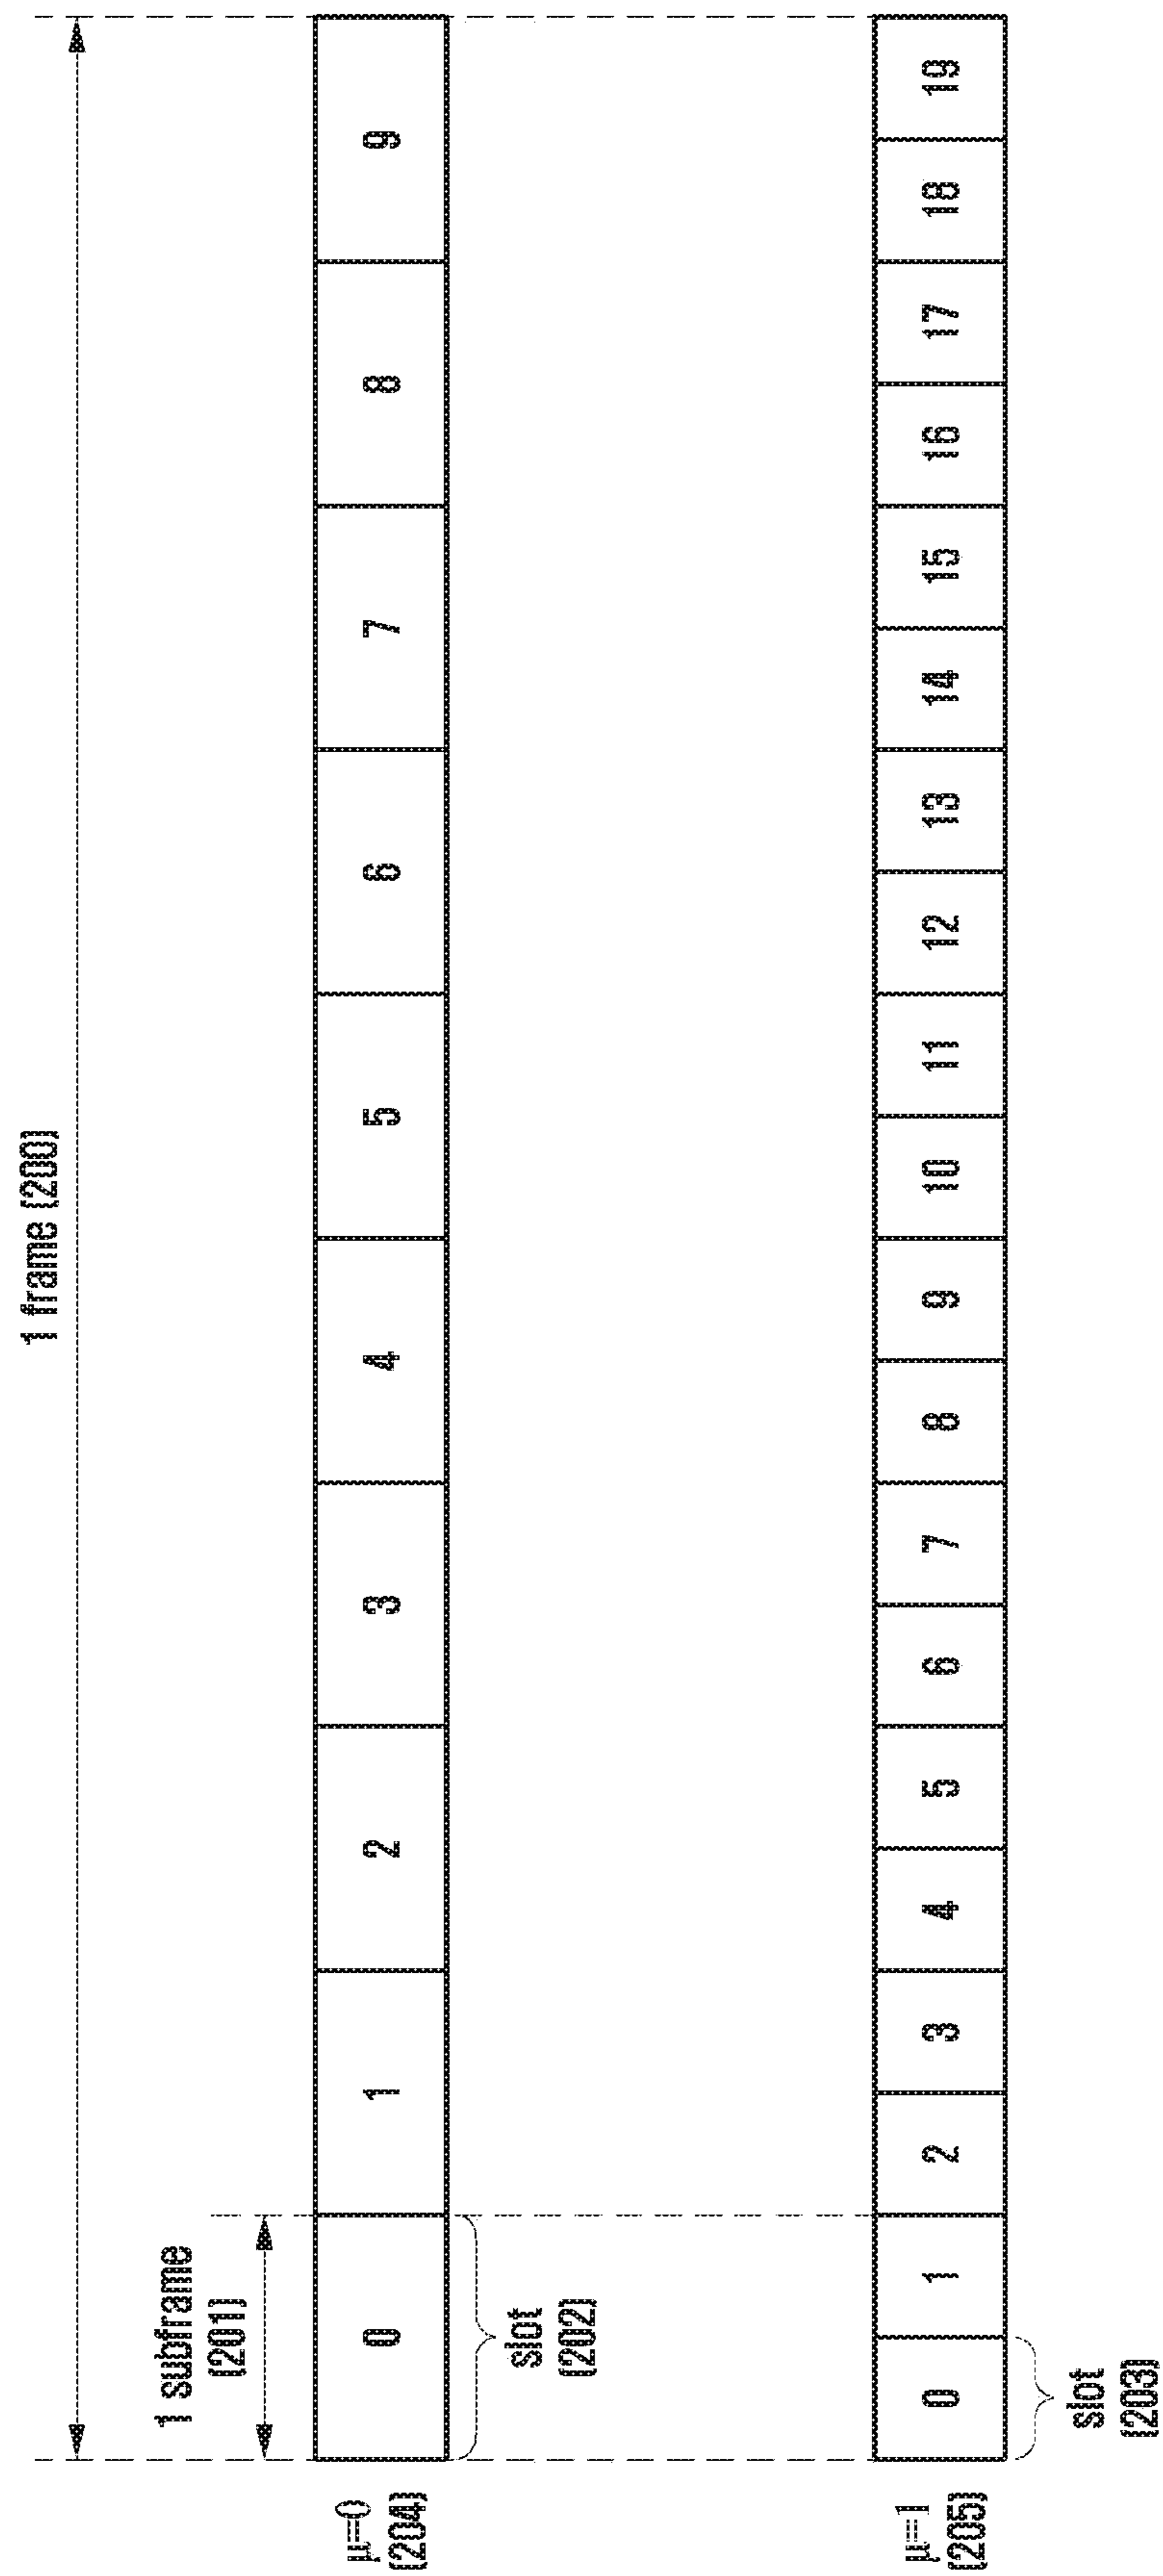 1 frame (200)
1 subframe
(201)
μ=0
(204)
0 1 2 3 4 5 6 7 8 9
slot
(202)
μ=1
(205)
0 1 2 3 4 5 6 7 8 9 10 11 12 13 14 15 16 17 18 19
slot
(203)